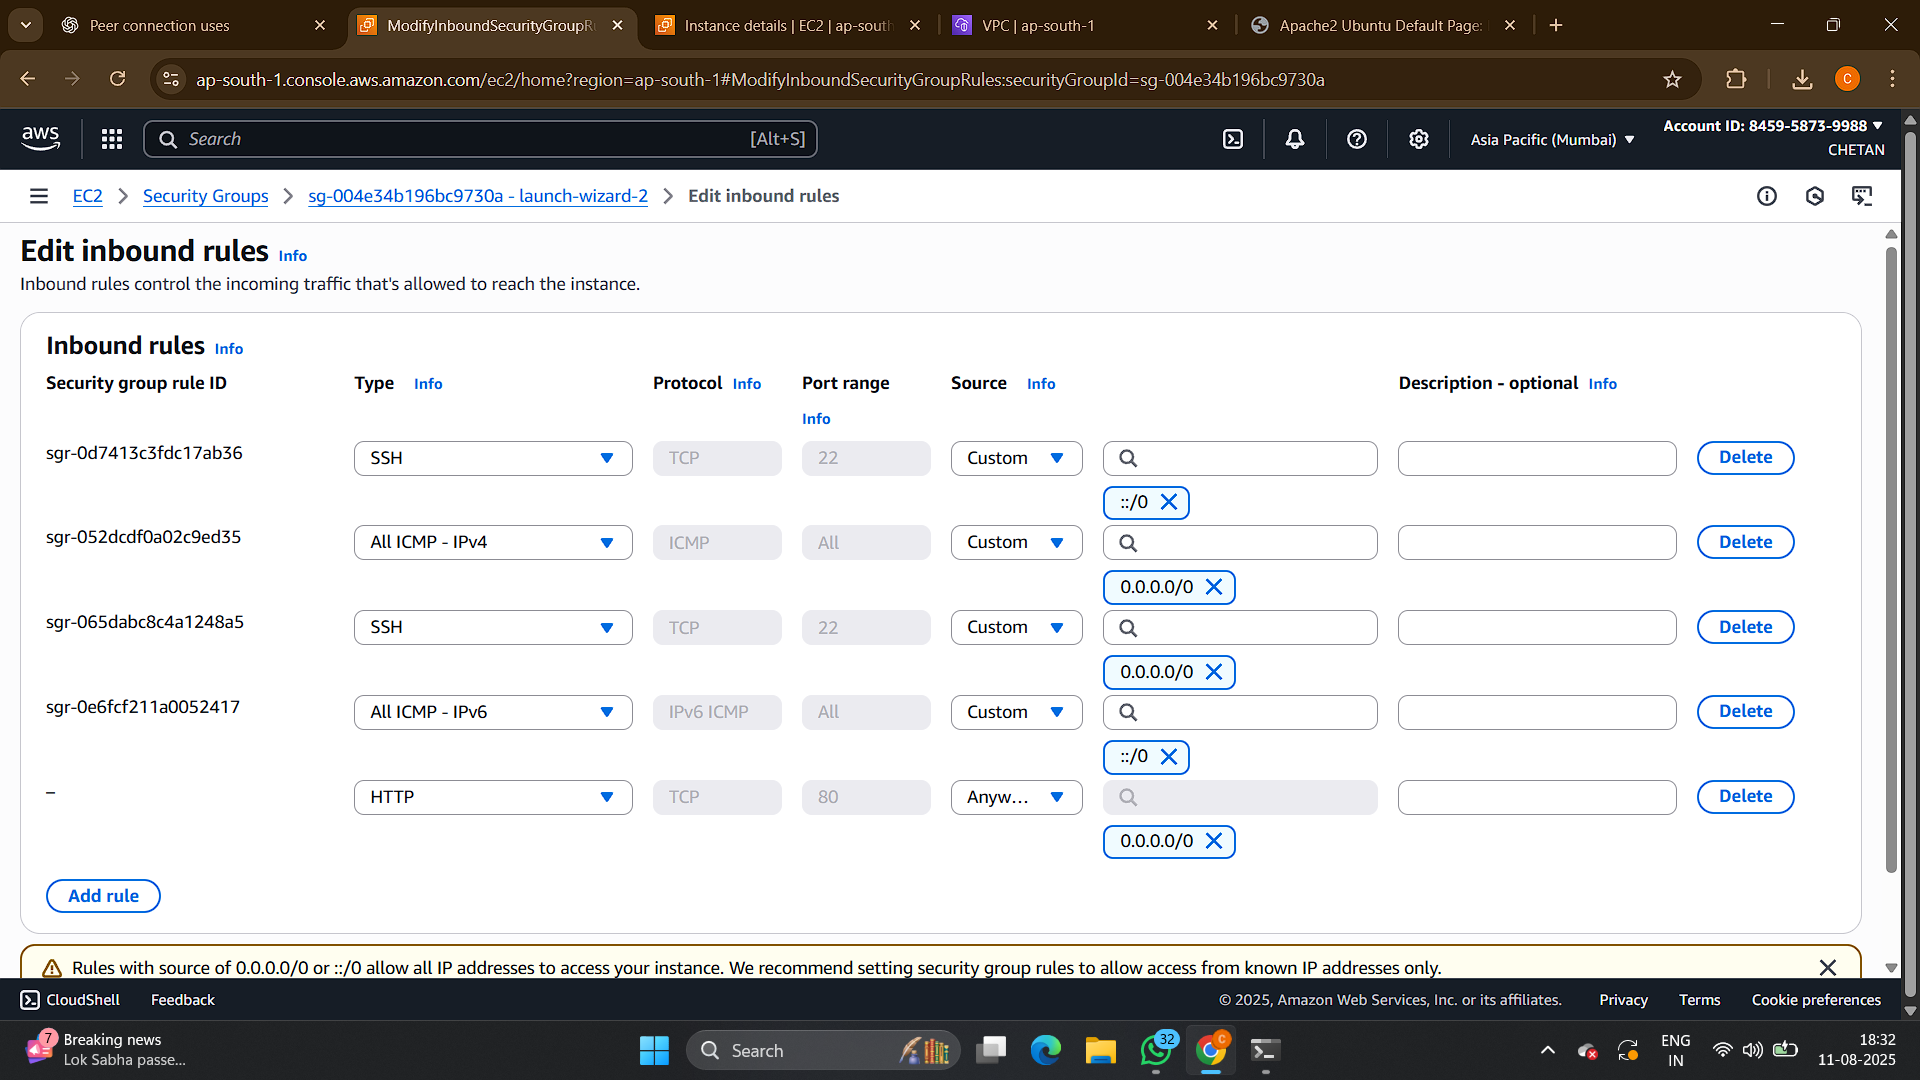 Peer connection uses
ModifyInboundSecurityGroupRu
Instance details | EC2 | ap-south
VPC | ap-south-1
Apache2 Ubuntu Default Page:
ap-south-1.console.aws.amazon.com/ec2/home?region=ap-south-1#ModifyInboundSecurityGroupRules:securityGroupId=sg-004e34b196bc9730a
C
aws
Search [Alt+S]
Asia Pacific (Mumbai)
Account ID: 8459-5873-9988
CHETAN
EC2 > Security Groups > sg-004e34b196bc9730a - launch-wizard-2 > Edit inbound rules
Edit inbound rules Info
Inbound rules control the incoming traffic that's allowed to reach the instance.
Inbound rules Info
Security group rule ID Type Info Protocol Info Port range Source Info Description - optional Info
Info
sgr-0d7413c3fdc17ab36 SSH TCP 22 Custom Delete
::/0
sgr-052dcdf0a02c9ed35 All ICMP - IPv4 ICMP All Custom Delete
0.0.0.0/0
sgr-065dabc8c4a1248a5 SSH TCP 22 Custom Delete
0.0.0.0/0
sgr-0e6fcf211a0052417 All ICMP - IPv6 IPv6 ICMP All Custom Delete
::/0
– HTTP TCP 80 Anyw... Delete
0.0.0.0/0
Add rule
Rules with source of 0.0.0.0/0 or ::/0 allow all IP addresses to access your instance. We recommend setting security group rules to allow access from known IP addresses only.
CloudShell Feedback © 2025, Amazon Web Services, Inc. or its affiliates. Privacy Terms Cookie preferences
7
Breaking news
Lok Sabha passe...
Search
32
C
ENG
IN
18:32
11-08-2025